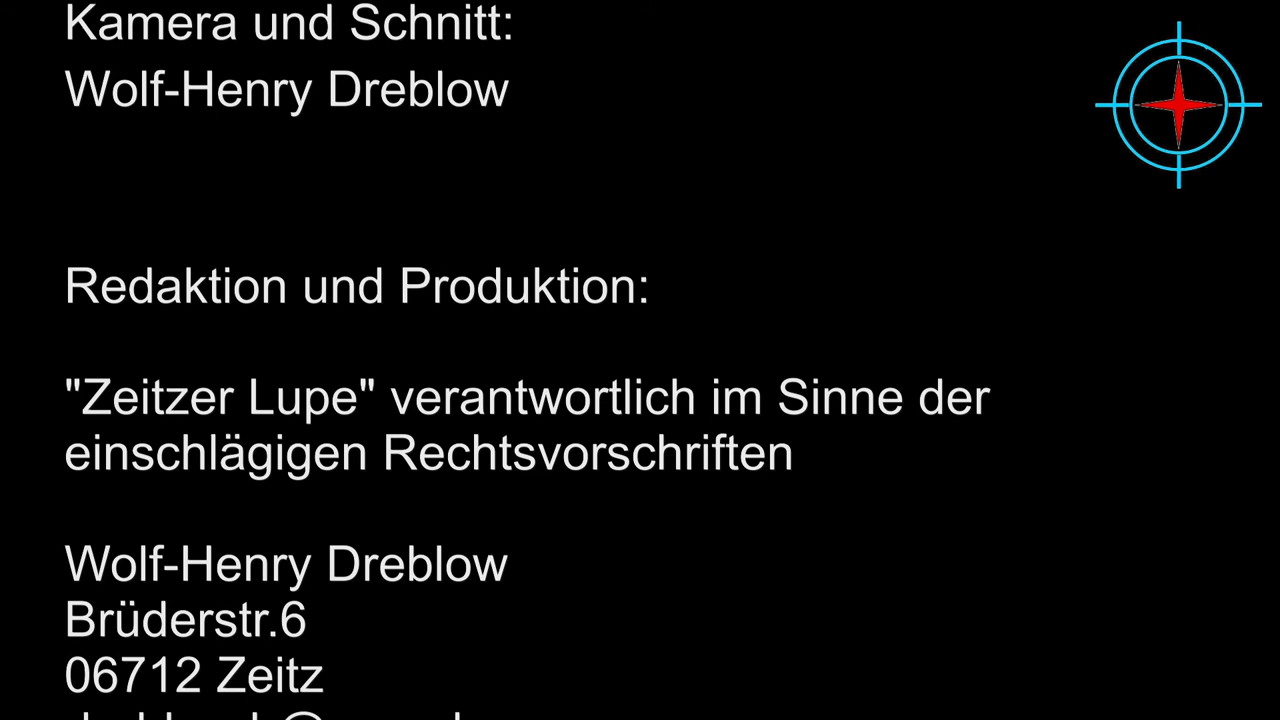 Kamera und Schnitt:
Wolf-Henry Dreblow
Redaktion und Produktion:
"Zeitzer Lupe" verantwortlich im Sinne der
einschlägigen Rechtsvorschriften
Wolf-Henry Dreblow
Brüderstr.6
06712 Zeitz